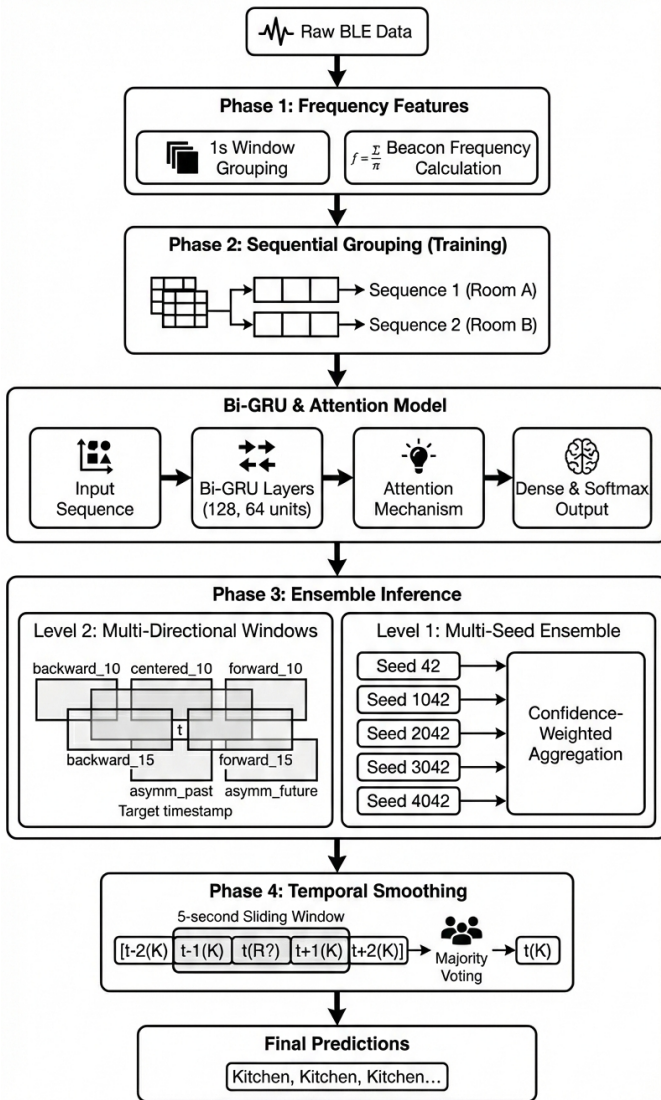 Raw BLE Data
Phase 1: Frequency Features
1s Window
Grouping
f = Σ/π Beacon Frequency
Calculation
Phase 2: Sequential Grouping (Training)
Sequence 1 (Room A)
Sequence 2 (Room B)
Bi-GRU & Attention Model
Input
Sequence
Bi-GRU Layers
(128, 64 units)
Attention
Mechanism
Dense & Softmax
Output
Phase 3: Ensemble Inference
Level 2: Multi-Directional Windows
backward_10 centered_10 forward_10
t
backward_15 forward_15
asymm_past asymm_future
Target timestamp
Level 1: Multi-Seed Ensemble
Seed 42
Seed 1042
Seed 2042
Seed 3042
Seed 4042
Confidence-
Weighted
Aggregation
Phase 4: Temporal Smoothing
5-second Sliding Window
[t-2(K) t-1(K) t(R?) t+1(K) t+2(K)]
Majority
Voting
t(K)
Final Predictions
Kitchen, Kitchen, Kitchen...